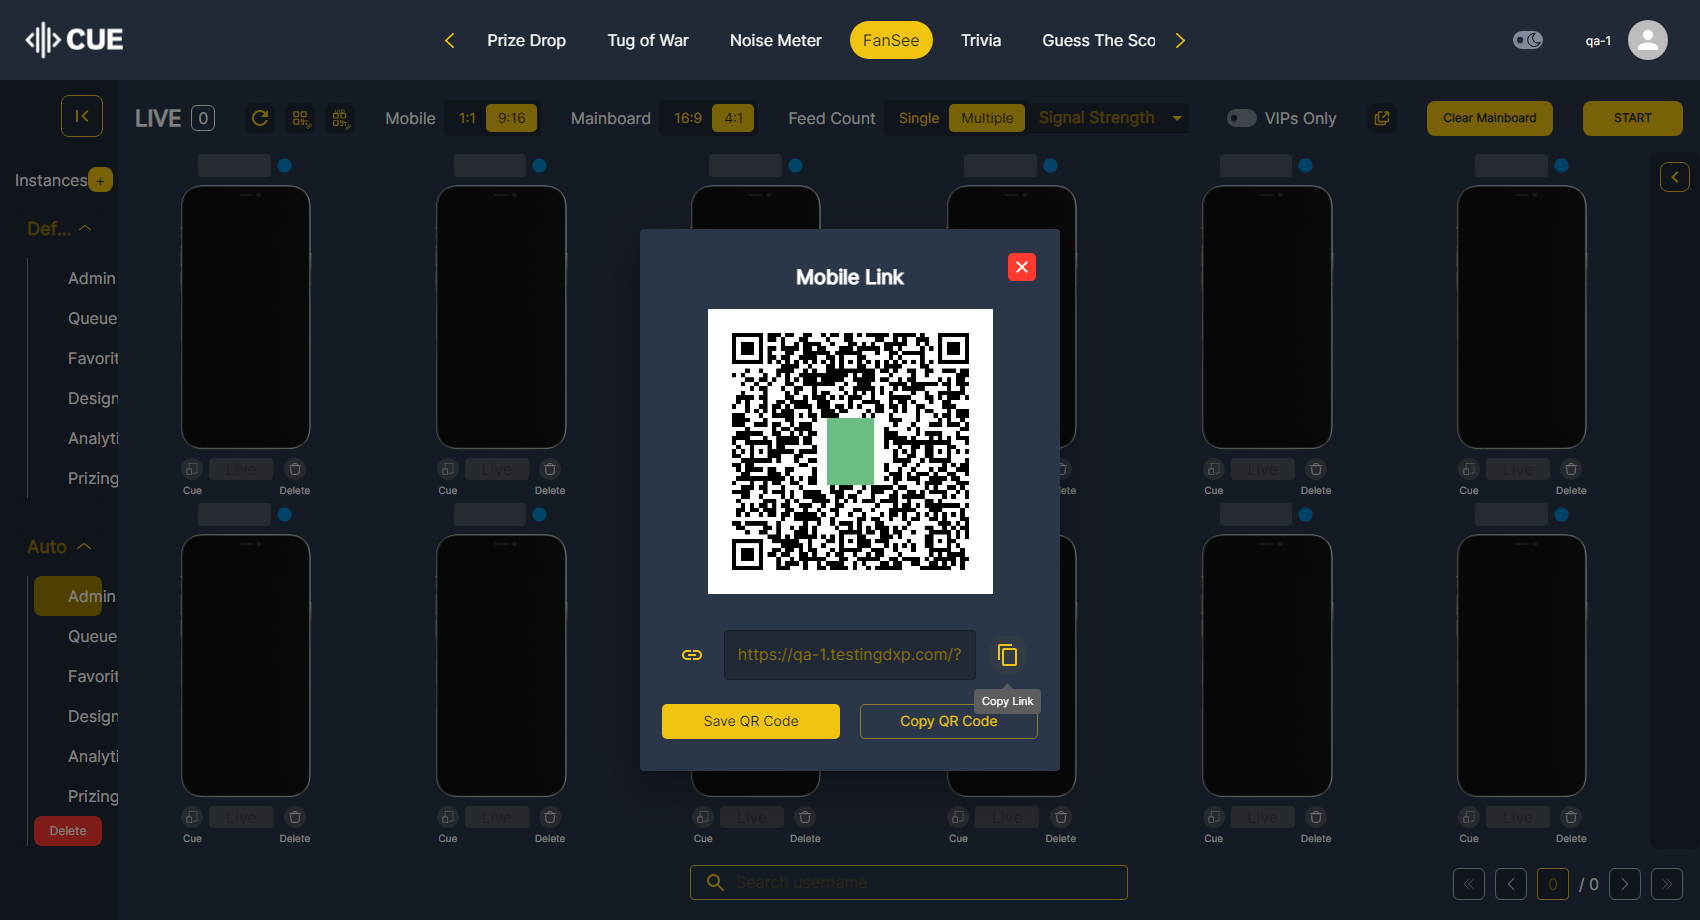 CUE
Prize Drop
Tug of War
Noise Meter
FanSee
Trivia
Guess The Sco
qa-1
LIVE 0
Mobile 1:1 9:16
Mainboard 16:9 4:1
Feed Count Single Multiple
Signal Strength
VIPs Only
Clear Mainboard
START
Instances +
Def...
Admin
Queue
Favorit
Design
Analyti
Prizing
Auto
Admin
Queue
Favorit
Design
Analyti
Prizing
Delete
Live
Cue Delete
Live
Cue Delete
lete
Live
Cue Delete
Live
Cue Delete
Live
Cue Delete
Live
Cue Delete
Live
Cue Delete
Live
Cue Delete
Live
Cue Delete
Live
Cue Delete
Mobile Link
https://qa-1.testingdxp.com/?
Copy Link
Save QR Code
Copy QR Code
Search username
0 / 0